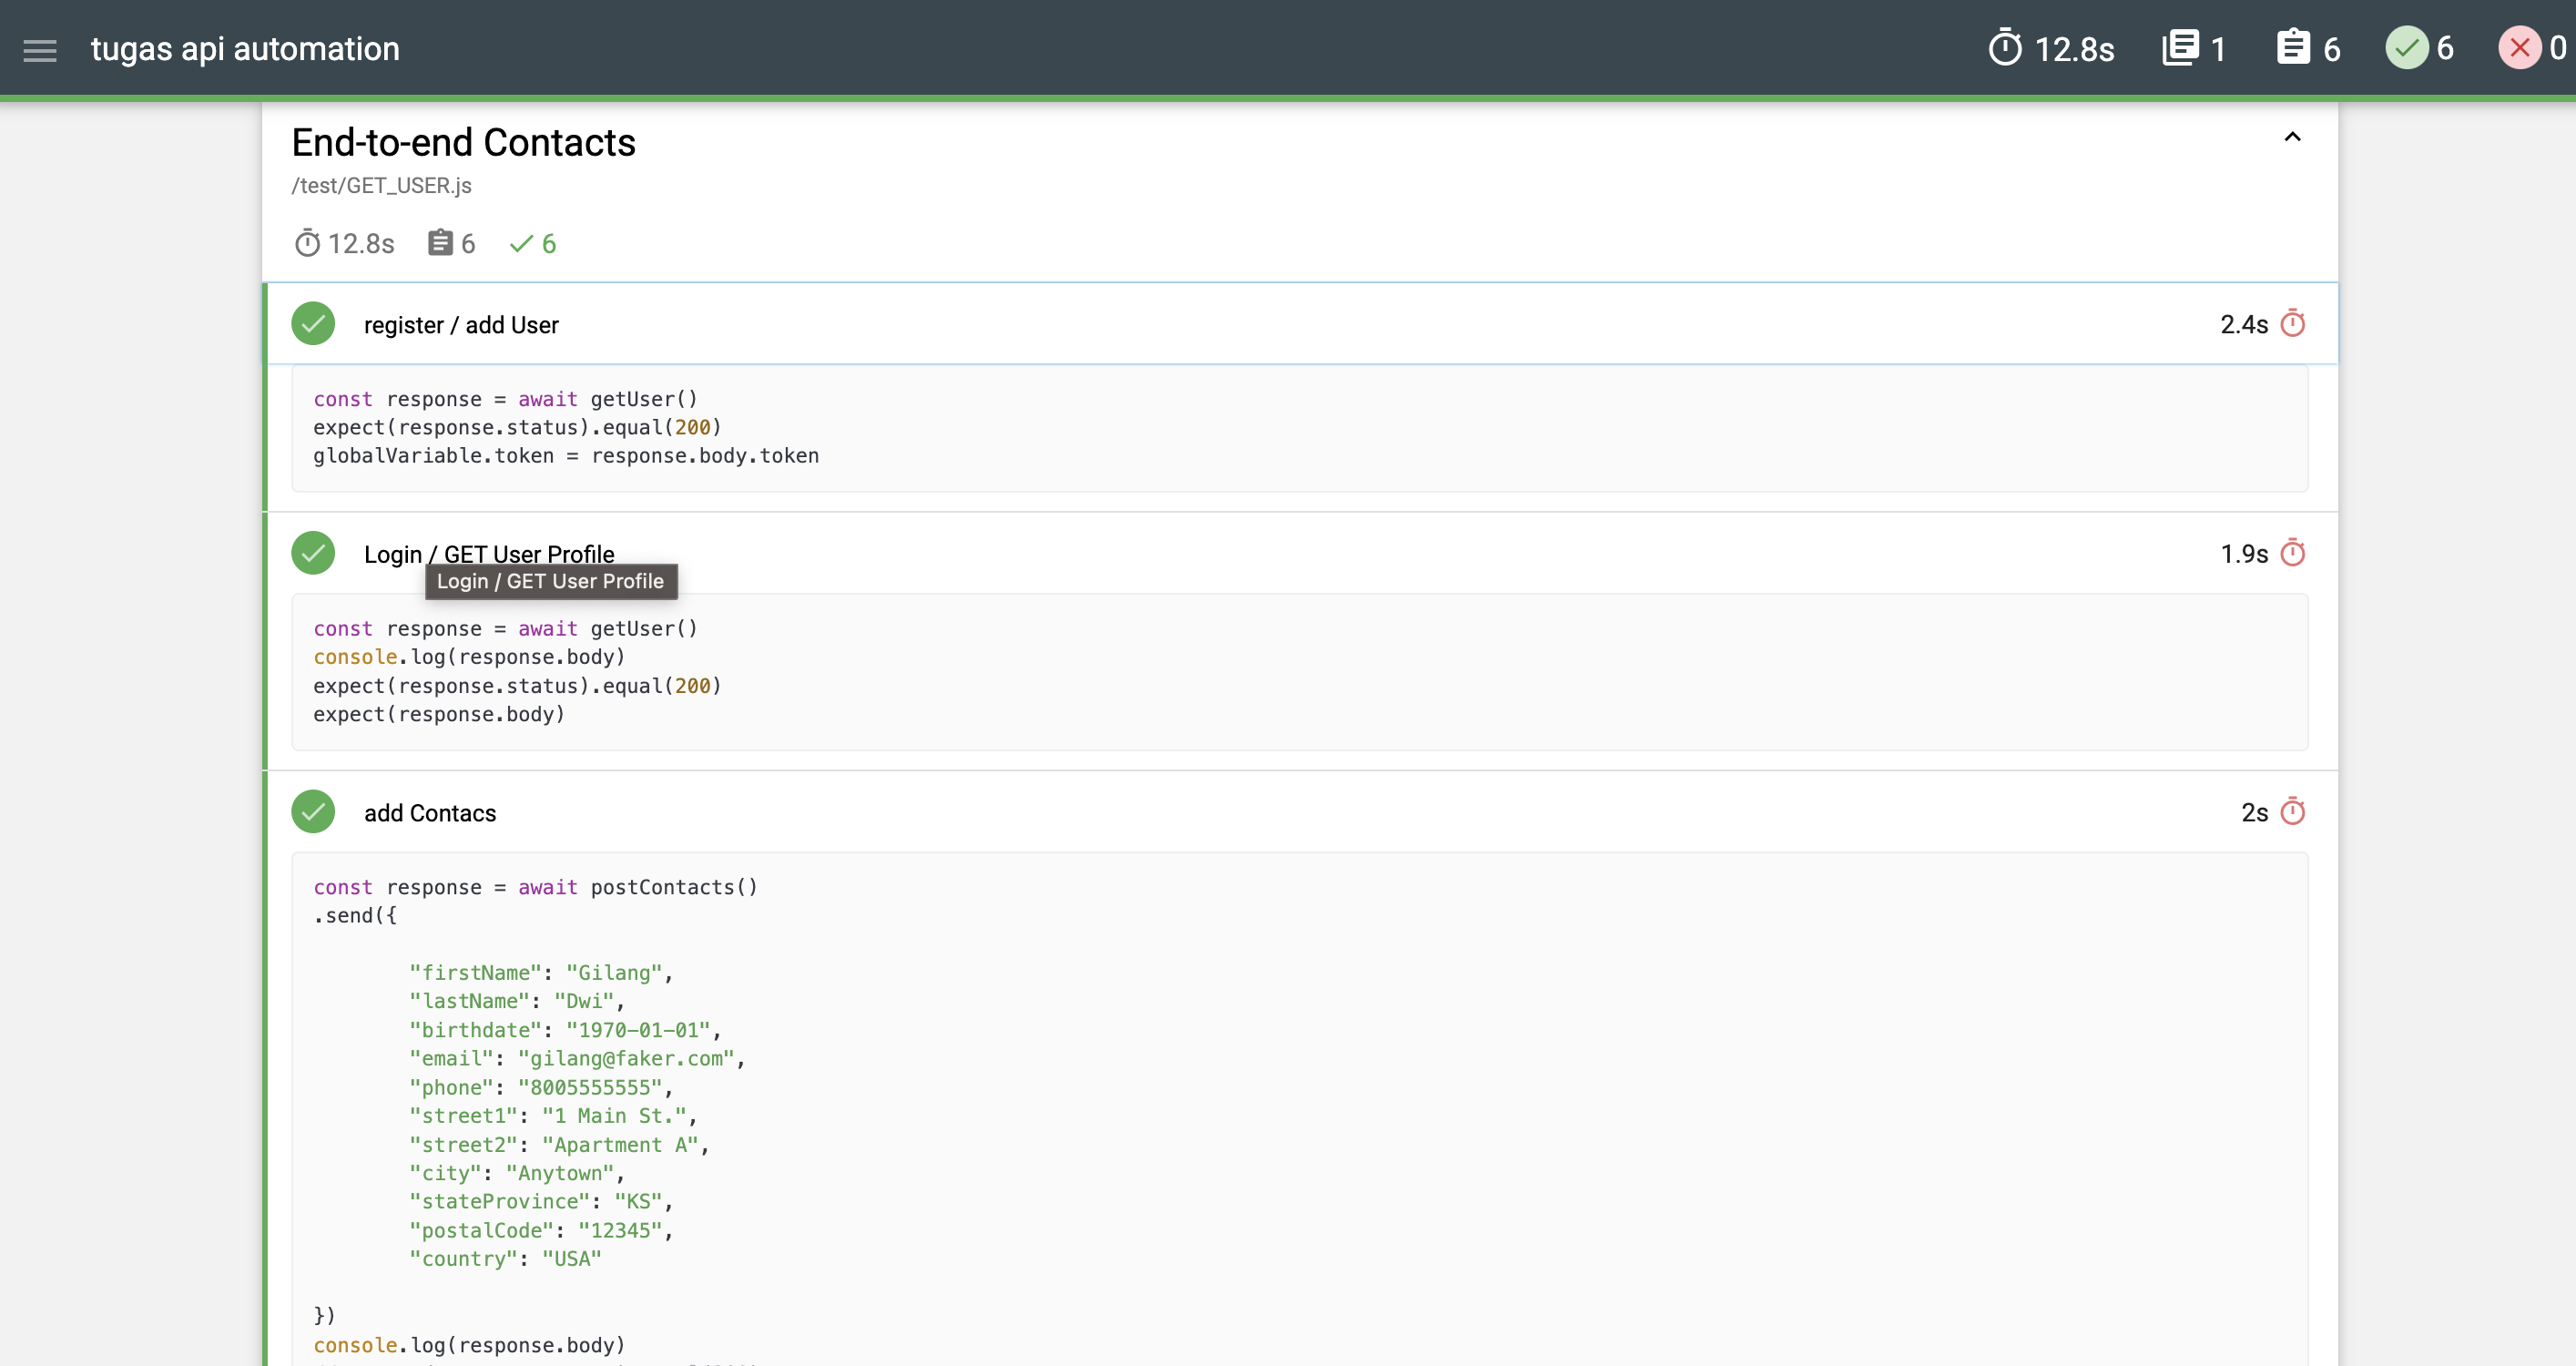 tugas api automation
12.8s 1 6 6 0
End-to-end Contacts
/test/GET_USER.js
12.8s 6 6
register / add User 2.4s
const response = await getUser()
expect(response.status).equal(200)
globalVariable.token = response.body.token
Login / GET User Profile 1.9s
Login / GET User Profile
const response = await getUser()
console.log(response.body)
expect(response.status).equal(200)
expect(response.body)
add Contacs 2s
const response = await postContacts()
.send({
"firstName": "Gilang",
"lastName": "Dwi",
"birthdate": "1970-01-01",
"email": "gilang@faker.com",
"phone": "8005555555",
"street1": "1 Main St.",
"street2": "Apartment A",
"city": "Anytown",
"stateProvince": "KS",
"postalCode": "12345",
"country": "USA"
})
console.log(response.body)